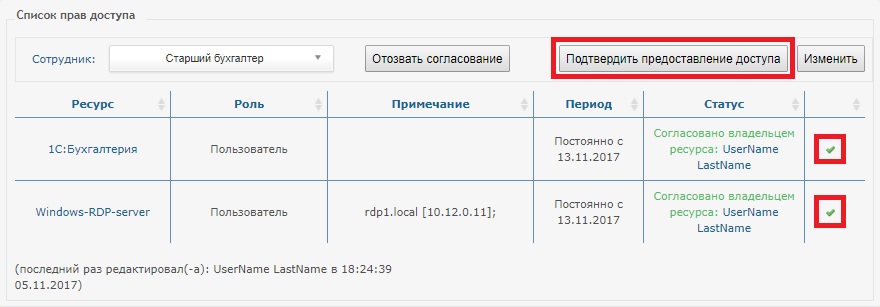 Список прав доступа
Сотрудник: Старший бухгалтер Отозвать согласование Подтвердить предоставление доступа Изменить
Ресурс Роль Примечание Период Статус
1С:Бухгалтерия Пользователь Постоянно с 13.11.2017 Согласовано владельцем ресурса: UserName LastName
Windows-RDP-server Пользователь rdp1.local [10.12.0.11]; Постоянно с 13.11.2017 Согласовано владельцем ресурса: UserName LastName
(последний раз редактировал(-а): UserName LastName в 18:24:39
05.11.2017)